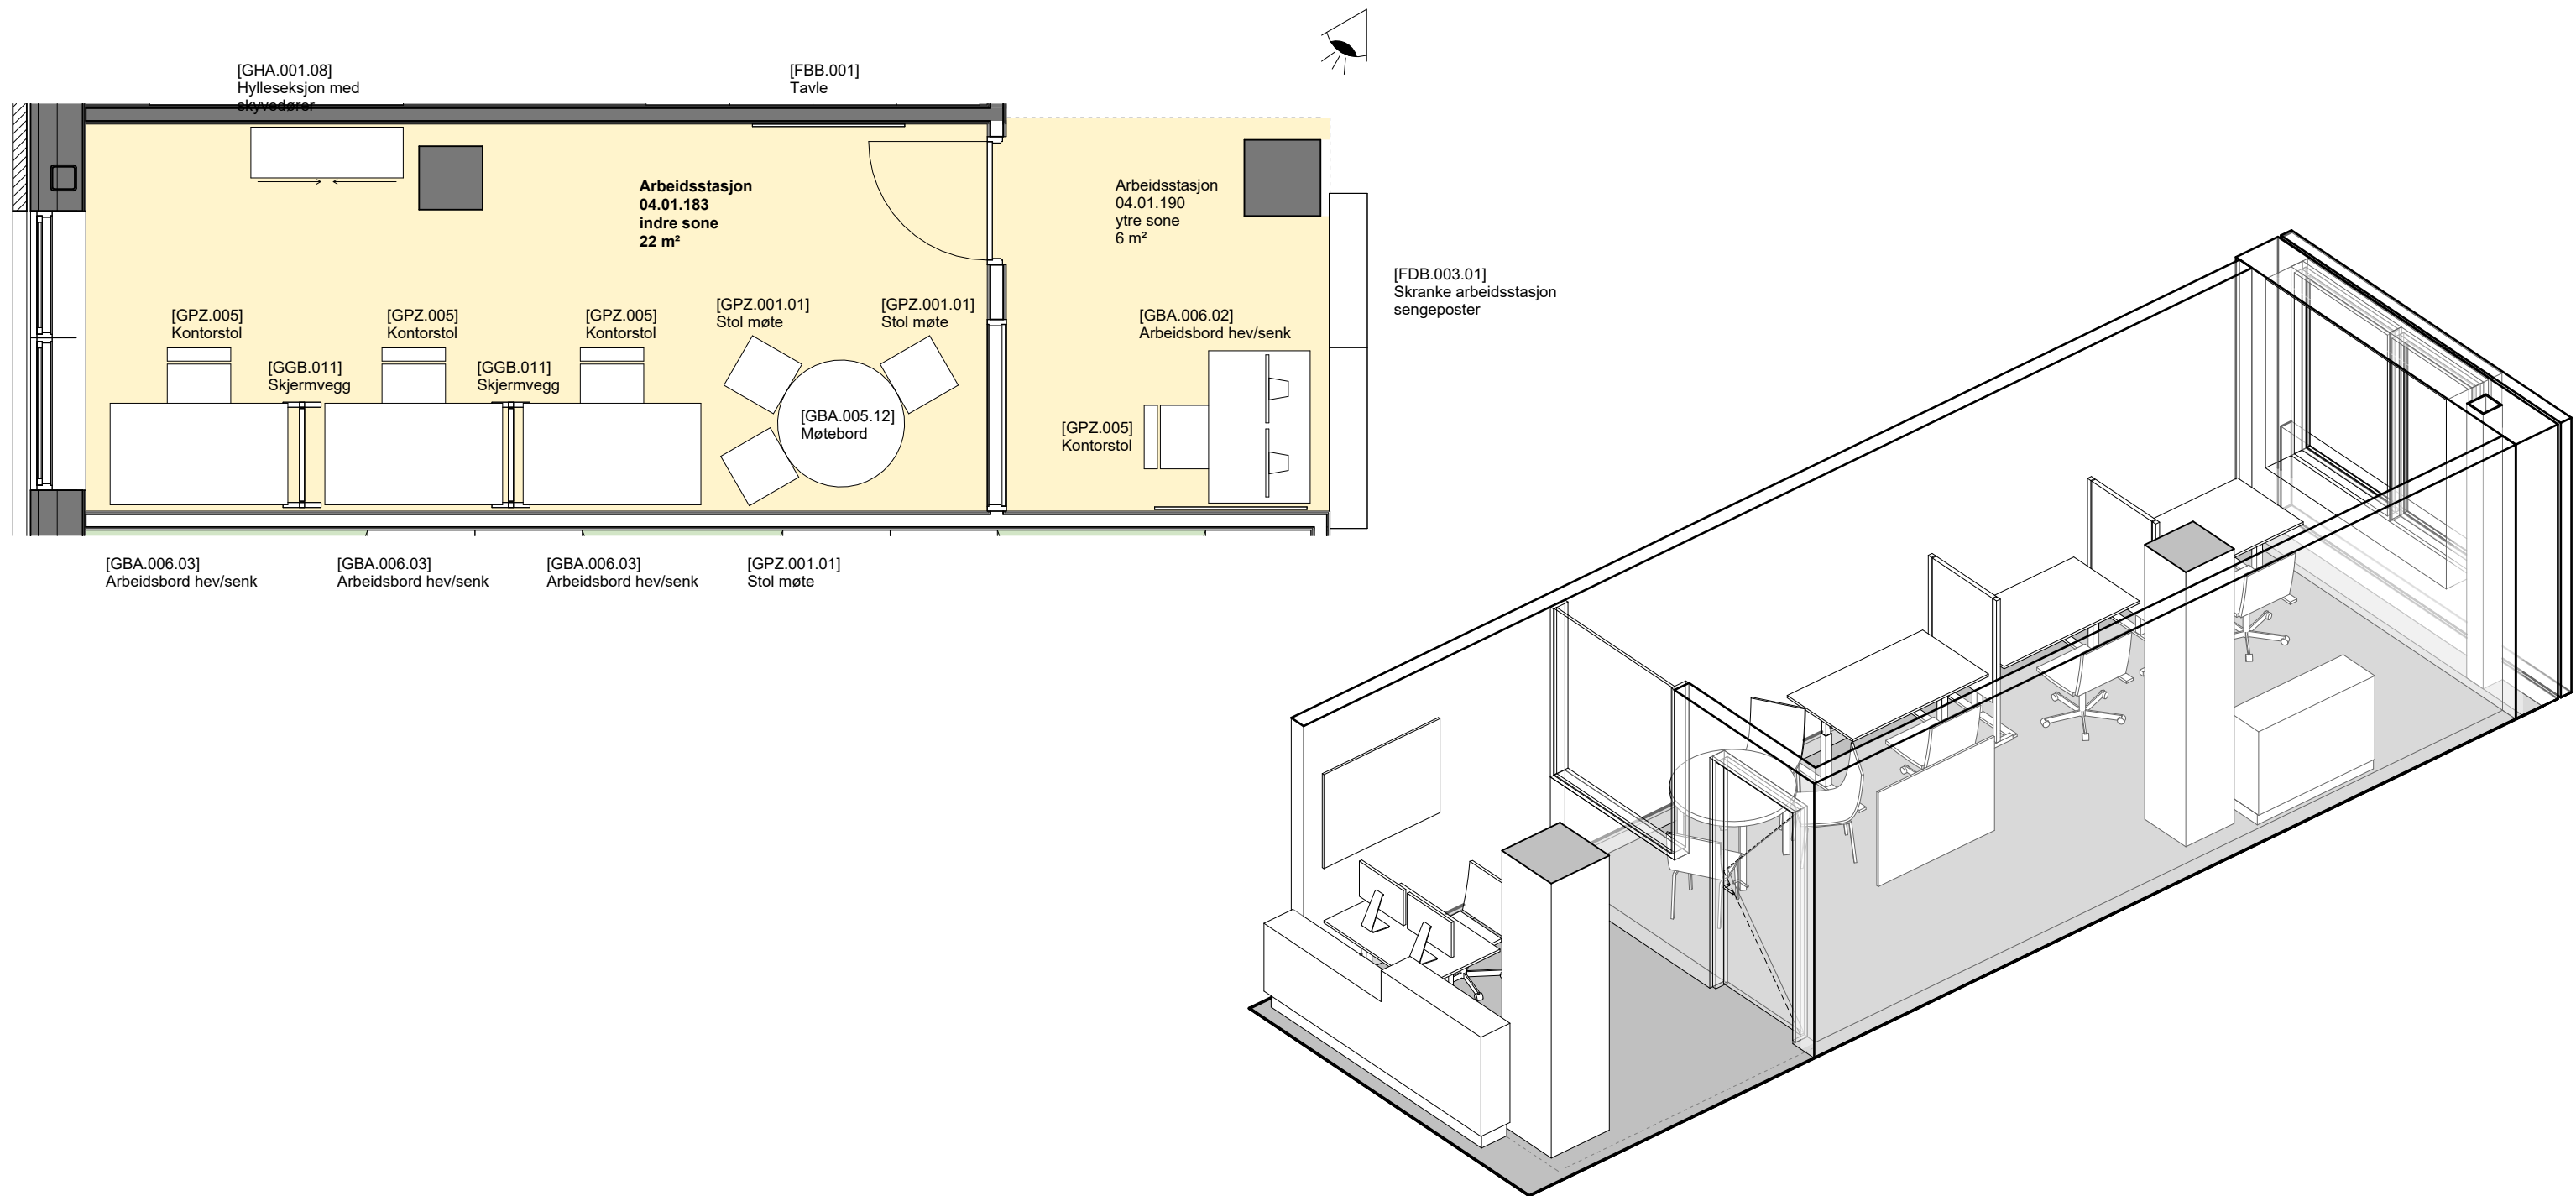 [GHA.001.08]
Hylleseksjon med
skyvedører
[FBB.001]
Tavle
Arbeidsstasjon
04.01.183
indre sone
22 m²
Arbeidsstasjon
04.01.190
ytre sone
6 m²
[FDB.003.01]
Skranke arbeidsstasjon
sengeposter
[GPZ.005]
Kontorstol
[GPZ.005]
Kontorstol
[GPZ.005]
Kontorstol
[GPZ.001.01]
Stol møte
[GPZ.001.01]
Stol møte
[GBA.006.02]
Arbeidsbord hev/senk
[GGB.011]
Skjermvegg
[GGB.011]
Skjermvegg
[GBA.005.12]
Møtebord
[GPZ.005]
Kontorstol
[GBA.006.03]
Arbeidsbord hev/senk
[GBA.006.03]
Arbeidsbord hev/senk
[GBA.006.03]
Arbeidsbord hev/senk
[GPZ.001.01]
Stol møte